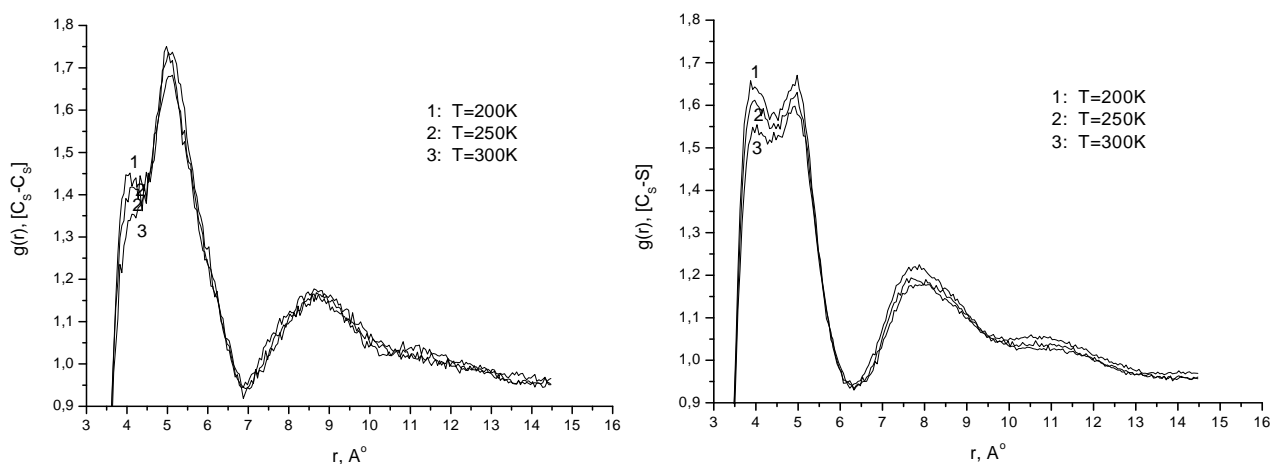 1,8
1,7
1,6
1,5
1,4
1,3
1,2
1,1
1,0
0,9
g(r), [C_s-C_s]
1: T=200K
2: T=250K
3: T=300K
1
2
2
3
3 4 5 6 7 8 9 10 11 12 13 14 15 16
r, A°
1,8
1,7
1,6
1,5
1,4
1,3
1,2
1,1
1,0
0,9
g(r), [C_s-S]
1: T=200K
2: T=250K
3: T=300K
1
2
3
3 4 5 6 7 8 9 10 11 12 13 14 15 16
r, A°